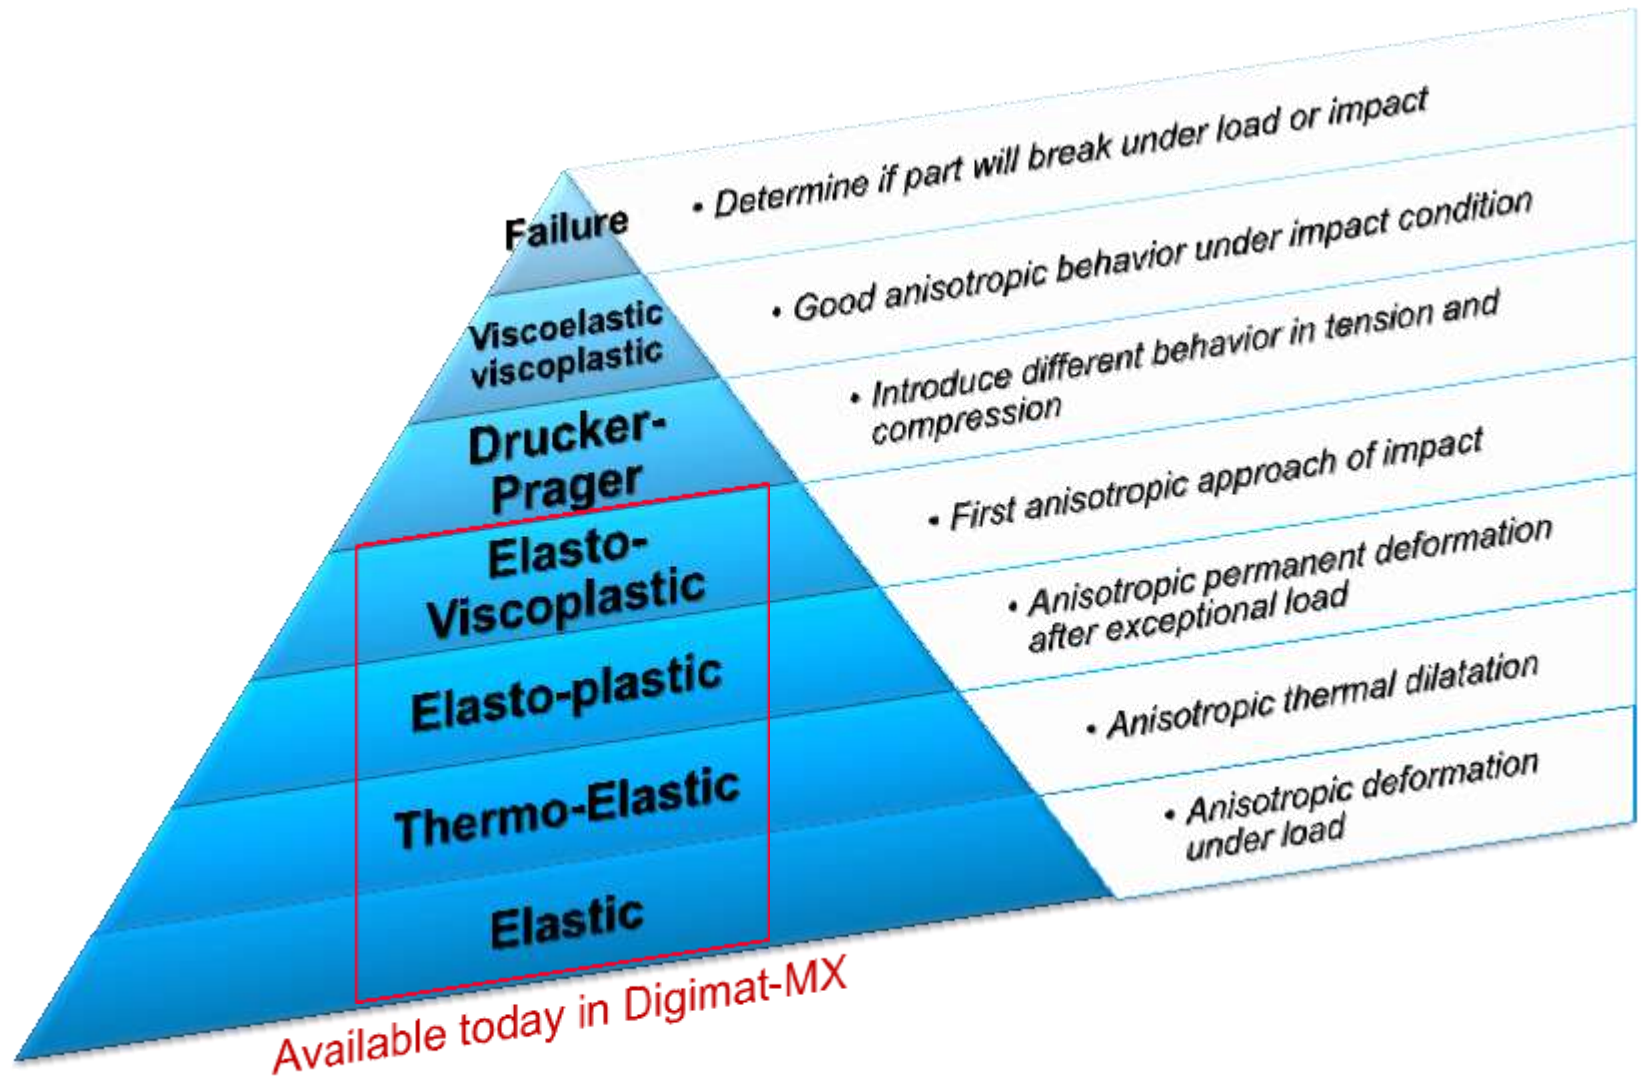 Failure
• Determine if part will break under load or impact
Viscoelastic
viscoplastic
• Good anisotropic behavior under impact condition
Drucker-
Prager
• Introduce different behavior in tension and
compression
Elasto-
Viscoplastic
• First anisotropic approach of impact
Elasto-plastic
• Anisotropic permanent deformation
after exceptional load
Thermo-Elastic
• Anisotropic thermal dilatation
Elastic
• Anisotropic deformation
under load
Available today in Digimat-MX